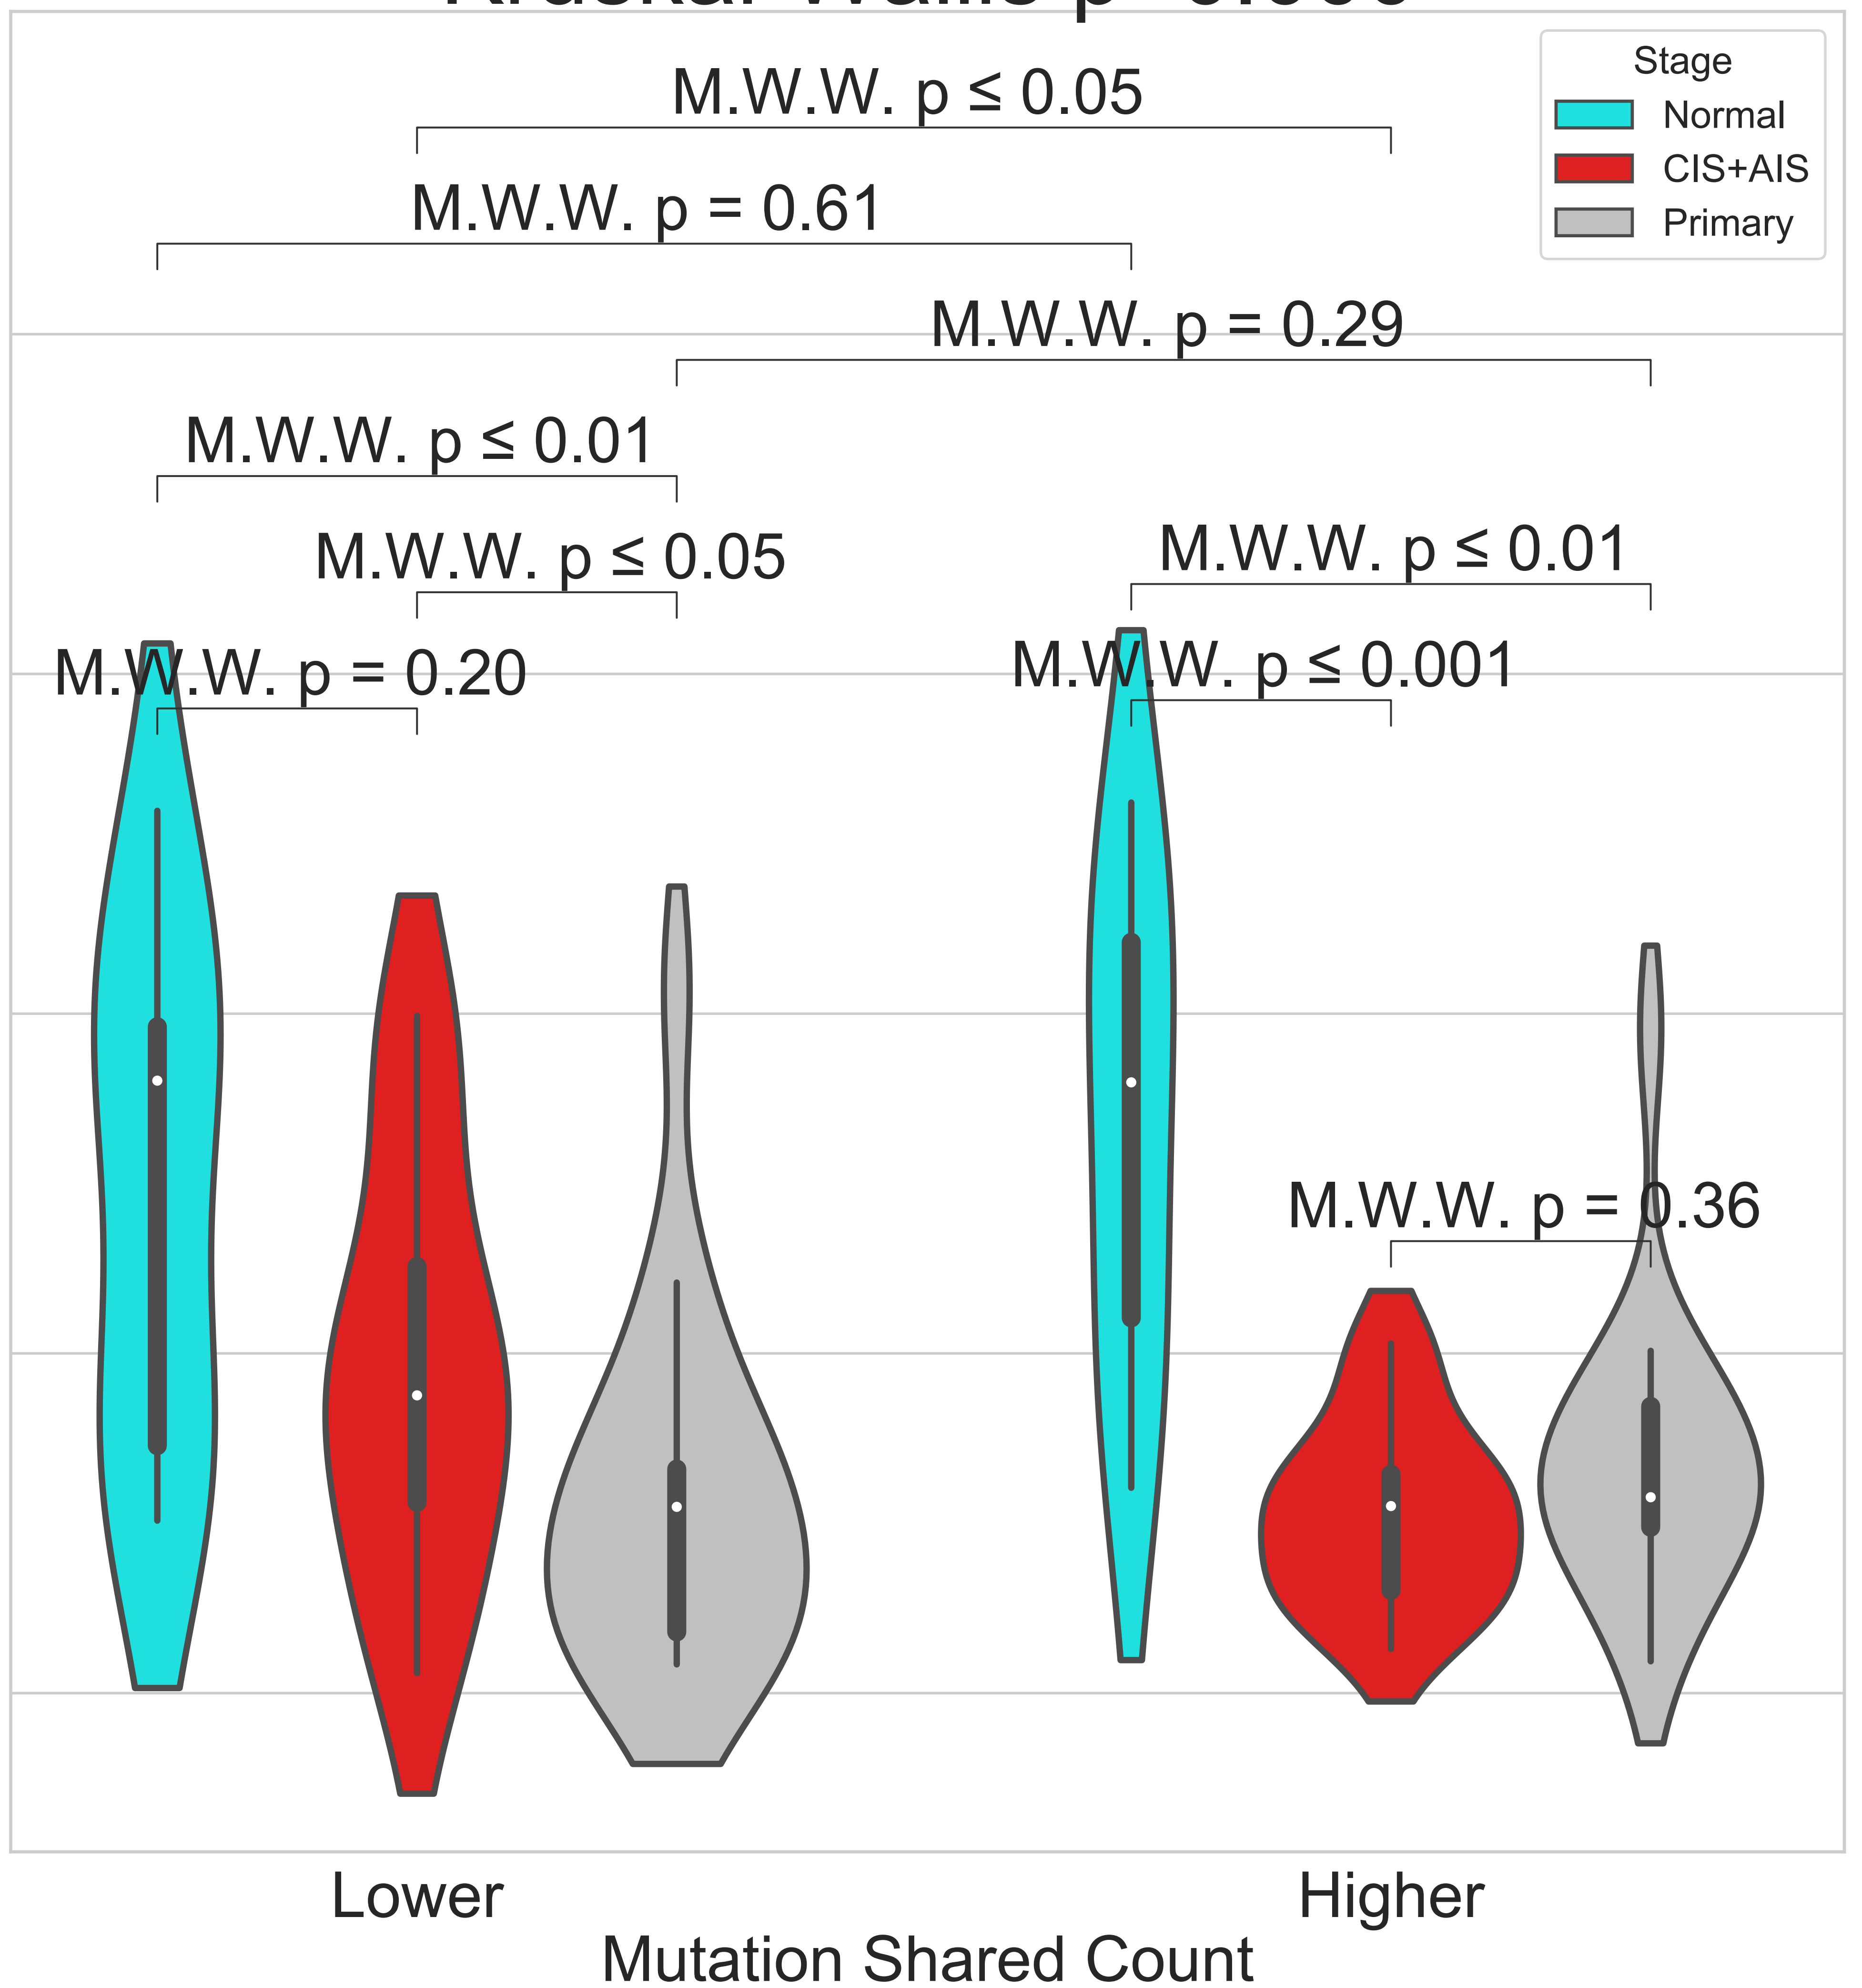 M.W.W. p ≤ 0.05
Stage
Normal
CIS+AIS
Primary
M.W.W. p = 0.61
M.W.W. p = 0.29
M.W.W. p ≤ 0.01
M.W.W. p ≤ 0.05
M.W.W. p ≤ 0.01
M.W.W. p = 0.20
M.W.W. p ≤ 0.001
M.W.W. p = 0.36
Lower
Higher
Mutation Shared Count